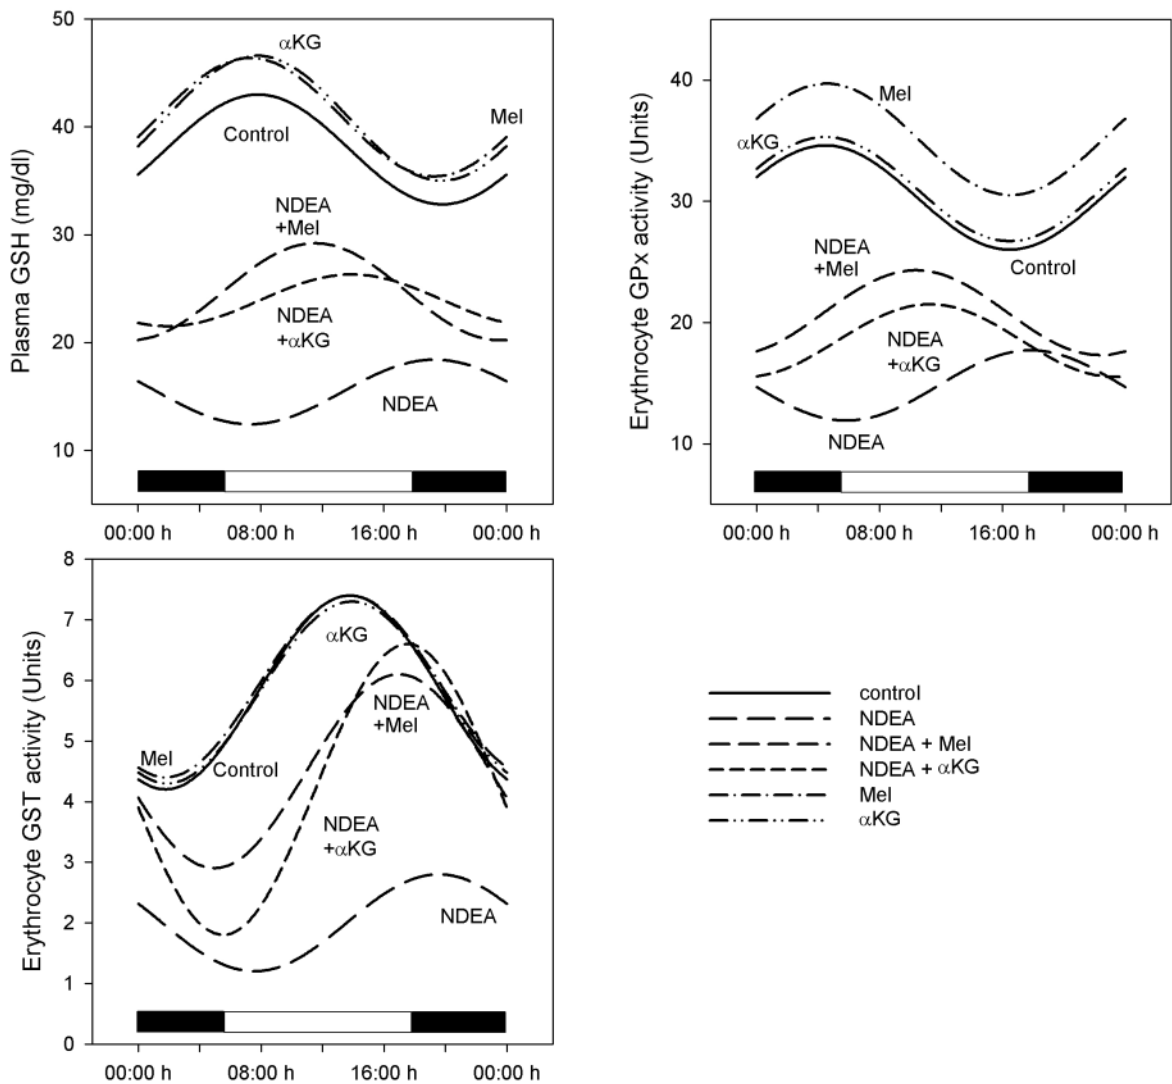 Plasma GSH (mg/dl)
50
40
30
20
10
αKG
Control
Mel
NDEA
+Mel
NDEA
+αKG
NDEA
00:00 h
08:00 h
16:00 h
00:00 h
Erythrocyte GPx activity (Units)
40
30
20
10
Mel
αKG
Control
NDEA
+Mel
NDEA
+αKG
NDEA
00:00 h
08:00 h
16:00 h
00:00 h
Erythrocyte GST activity (Units)
8
7
6
5
4
3
2
1
0
αKG
Mel
Control
NDEA
+Mel
NDEA
+αKG
NDEA
00:00 h
08:00 h
16:00 h
00:00 h
control
NDEA
NDEA + Mel
NDEA + αKG
Mel
αKG